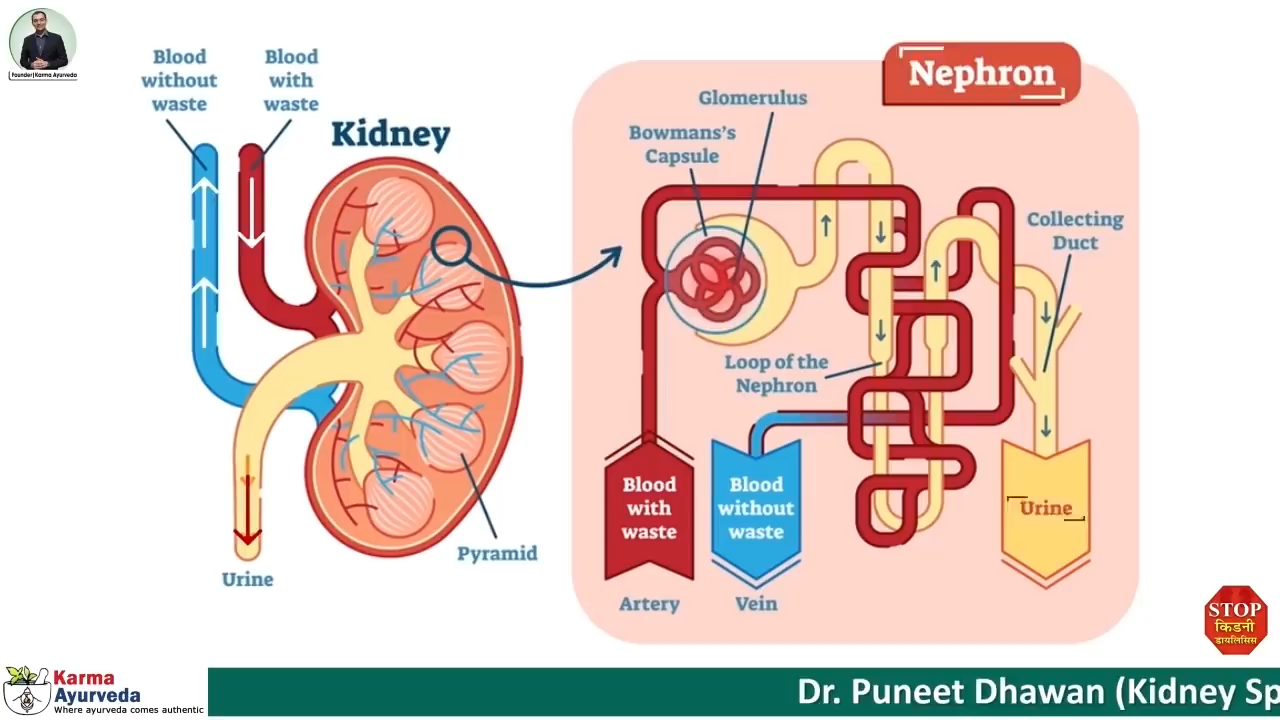 Founder|Karma Ayurveda
Blood
without
waste
Blood
with
waste
Kidney
Pyramid
Urine
Nephron
Glomerulus
Bowmans's
Capsule
Collecting
Duct
Loop of the
Nephron
Blood
with
waste
Blood
without
waste
Urine
Artery
Vein
STOP
किडनी
डायलिसिस
Karma
Ayurveda
Where ayurveda comes authentic
Dr. Puneet Dhawan (Kidney Sp